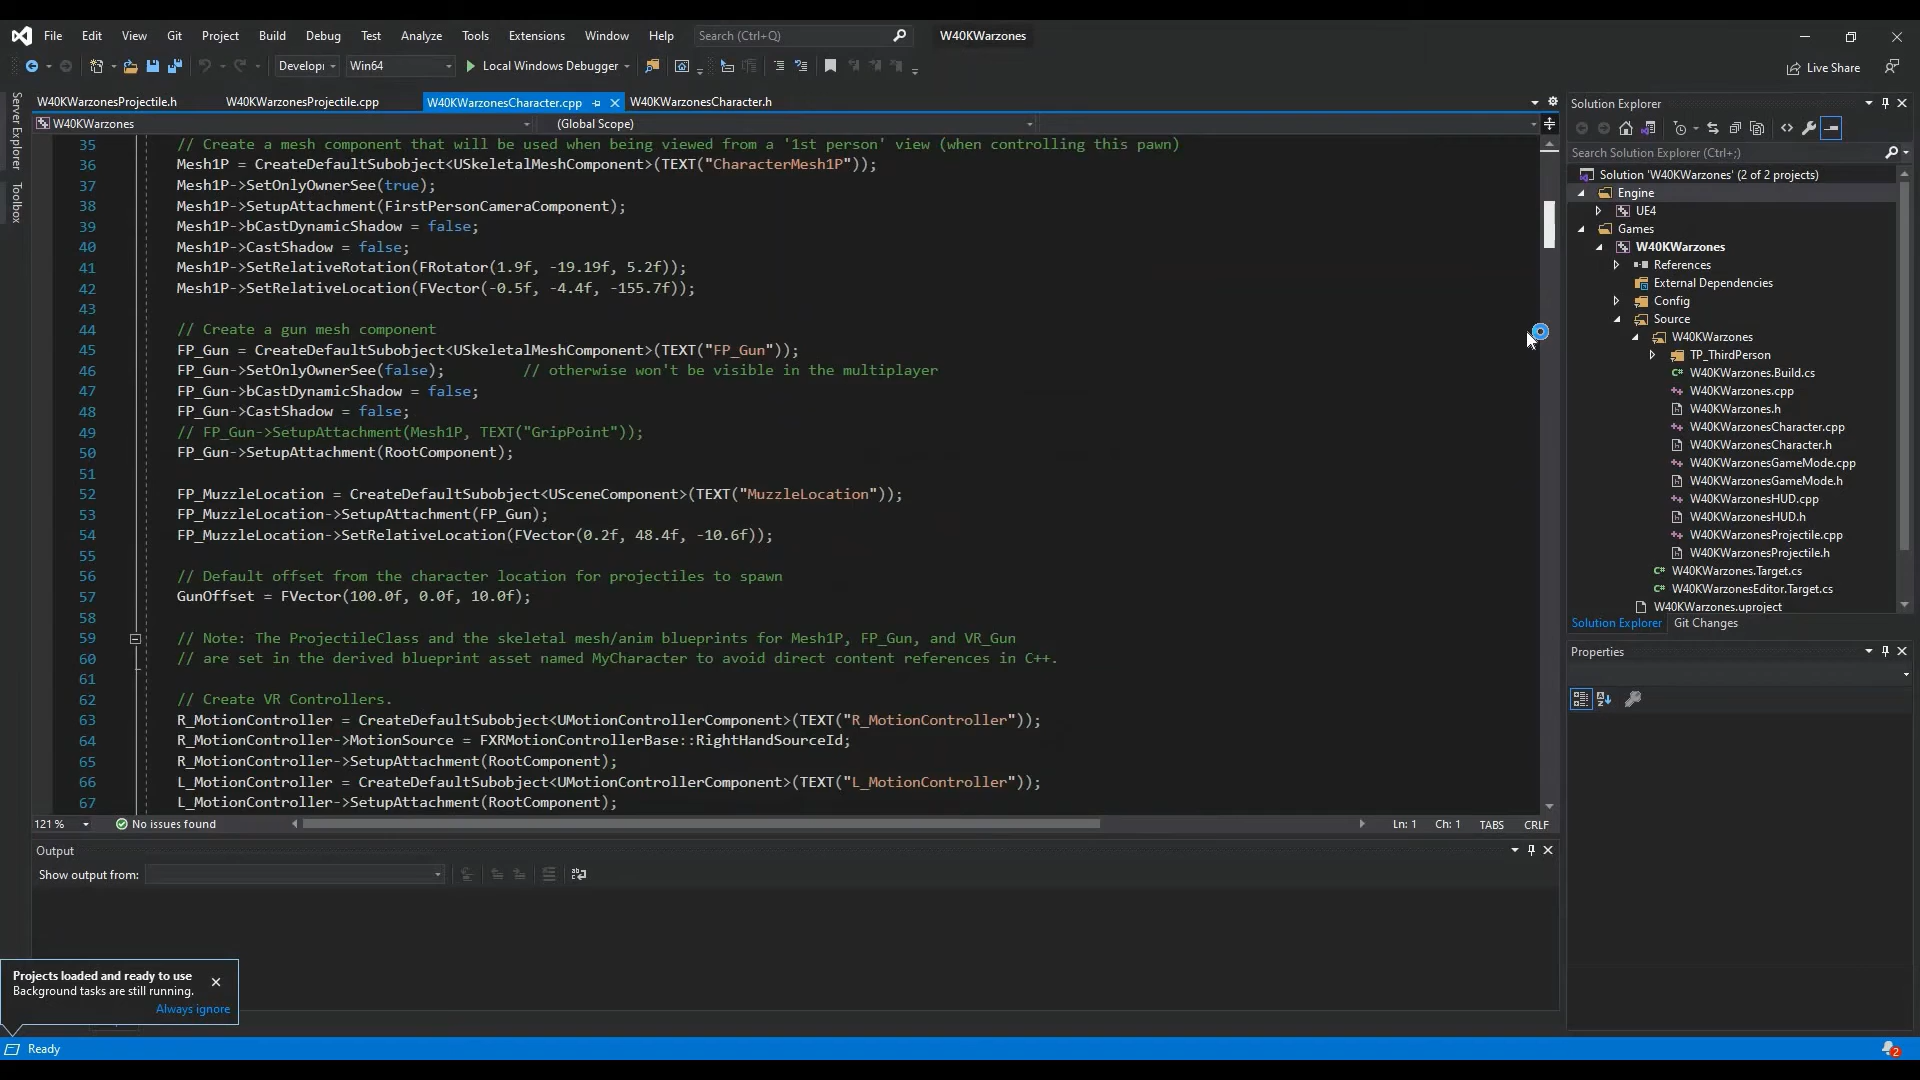 File Edit View Git Project Build Debug Test Analyze Tools Extensions Window Help Search (Ctrl+Q) W40KWarzones
Develop Win64 Local Windows Debugger Live Share
Server Explorer
Toolbox
W40KWarzonesProjectile.h W40KWarzonesProjectile.cpp W40KWarzonesCharacter.cpp W40KWarzonesCharacter.h
W40KWarzones (Global Scope)
35 // Create a mesh component that will be used when being viewed from a '1st person' view (when controlling this pawn)
36 Mesh1P = CreateDefaultSubobject<USkeletalMeshComponent>(TEXT("CharacterMesh1P"));
37 Mesh1P->SetOnlyOwnerSee(true);
38 Mesh1P->SetupAttachment(FirstPersonCameraComponent);
39 Mesh1P->bCastDynamicShadow = false;
40 Mesh1P->CastShadow = false;
41 Mesh1P->SetRelativeRotation(FRotator(1.9f, -19.19f, 5.2f));
42 Mesh1P->SetRelativeLocation(FVector(-0.5f, -4.4f, -155.7f));
43
44 // Create a gun mesh component
45 FP_Gun = CreateDefaultSubobject<USkeletalMeshComponent>(TEXT("FP_Gun"));
46 FP_Gun->SetOnlyOwnerSee(false); // otherwise won't be visible in the multiplayer
47 FP_Gun->bCastDynamicShadow = false;
48 FP_Gun->CastShadow = false;
49 // FP_Gun->SetupAttachment(Mesh1P, TEXT("GripPoint"));
50 FP_Gun->SetupAttachment(RootComponent);
51
52 FP_MuzzleLocation = CreateDefaultSubobject<USceneComponent>(TEXT("MuzzleLocation"));
53 FP_MuzzleLocation->SetupAttachment(FP_Gun);
54 FP_MuzzleLocation->SetRelativeLocation(FVector(0.2f, 48.4f, -10.6f));
55
56 // Default offset from the character location for projectiles to spawn
57 GunOffset = FVector(100.0f, 0.0f, 10.0f);
58
59 // Note: The ProjectileClass and the skeletal mesh/anim blueprints for Mesh1P, FP_Gun, and VR_Gun
60 // are set in the derived blueprint asset named MyCharacter to avoid direct content references in C++.
61
62 // Create VR Controllers.
63 R_MotionController = CreateDefaultSubobject<UMotionControllerComponent>(TEXT("R_MotionController"));
64 R_MotionController->MotionSource = FXRMotionControllerBase::RightHandSourceId;
65 R_MotionController->SetupAttachment(RootComponent);
66 L_MotionController = CreateDefaultSubobject<UMotionControllerComponent>(TEXT("L_MotionController"));
67 L_MotionController->SetupAttachment(RootComponent);
121 % No issues found Ln: 1 Ch: 1 TABS CRLF
Output
Show output from:
Solution Explorer
Search Solution Explorer (Ctrl+;)
Solution 'W40KWarzones' (2 of 2 projects)
Engine
UE4
Games
W40KWarzones
References
External Dependencies
Config
Source
W40KWarzones
TP_ThirdPerson
W40KWarzones.Build.cs
W40KWarzones.cpp
W40KWarzones.h
W40KWarzonesCharacter.cpp
W40KWarzonesCharacter.h
W40KWarzonesGameMode.cpp
W40KWarzonesGameMode.h
W40KWarzonesHUD.cpp
W40KWarzonesHUD.h
W40KWarzonesProjectile.cpp
W40KWarzonesProjectile.h
W40KWarzones.Target.cs
W40KWarzonesEditor.Target.cs
W40KWarzones.uproject
Solution Explorer Git Changes
Properties
Projects loaded and ready to use
Background tasks are still running.
Always ignore
Ready
2